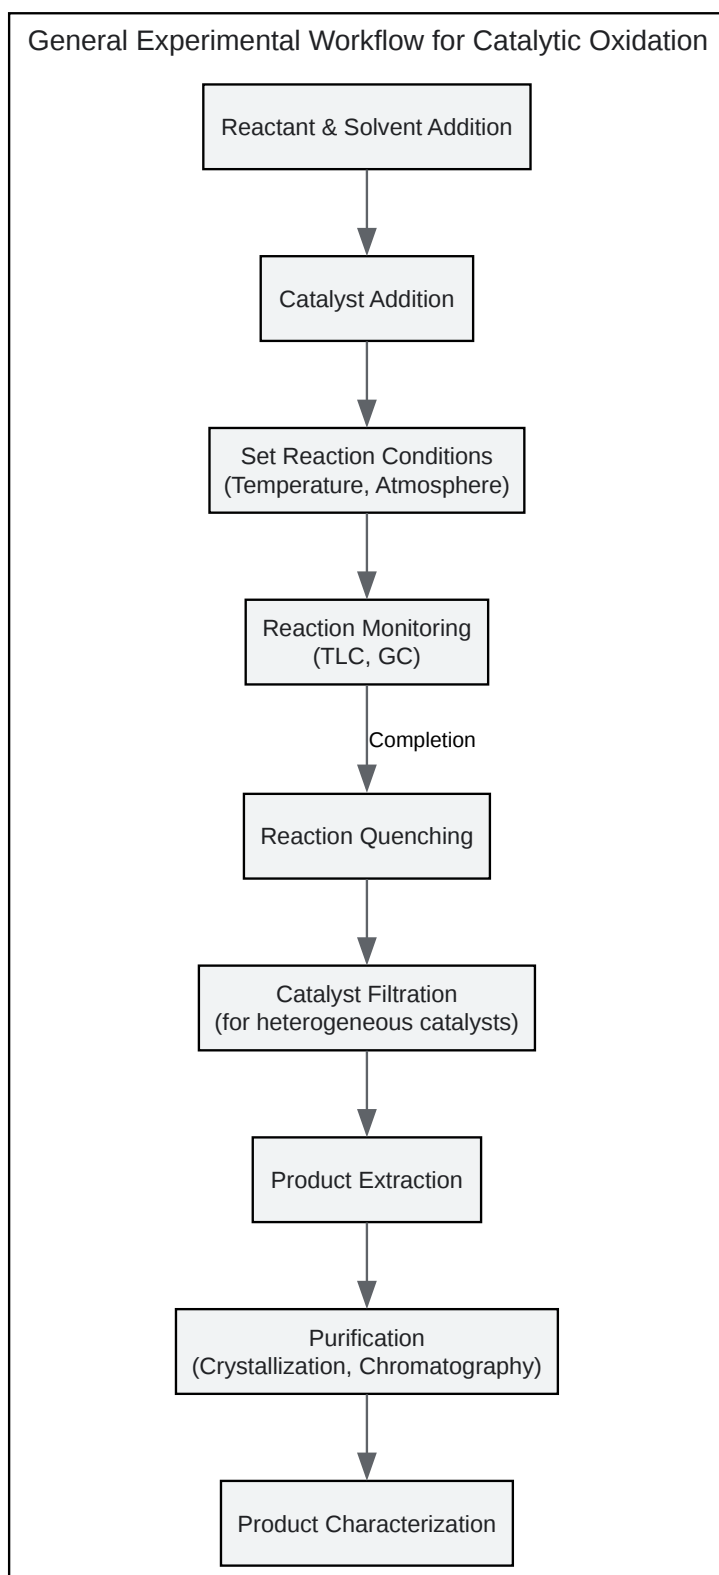 General Experimental Workflow for Catalytic Oxidation
Reactant & Solvent Addition
Catalyst Addition
Set Reaction Conditions
(Temperature, Atmosphere)
Reaction Monitoring
(TLC, GC)
Completion
Reaction Quenching
Catalyst Filtration
(for heterogeneous catalysts)
Product Extraction
Purification
(Crystallization, Chromatography)
Product Characterization